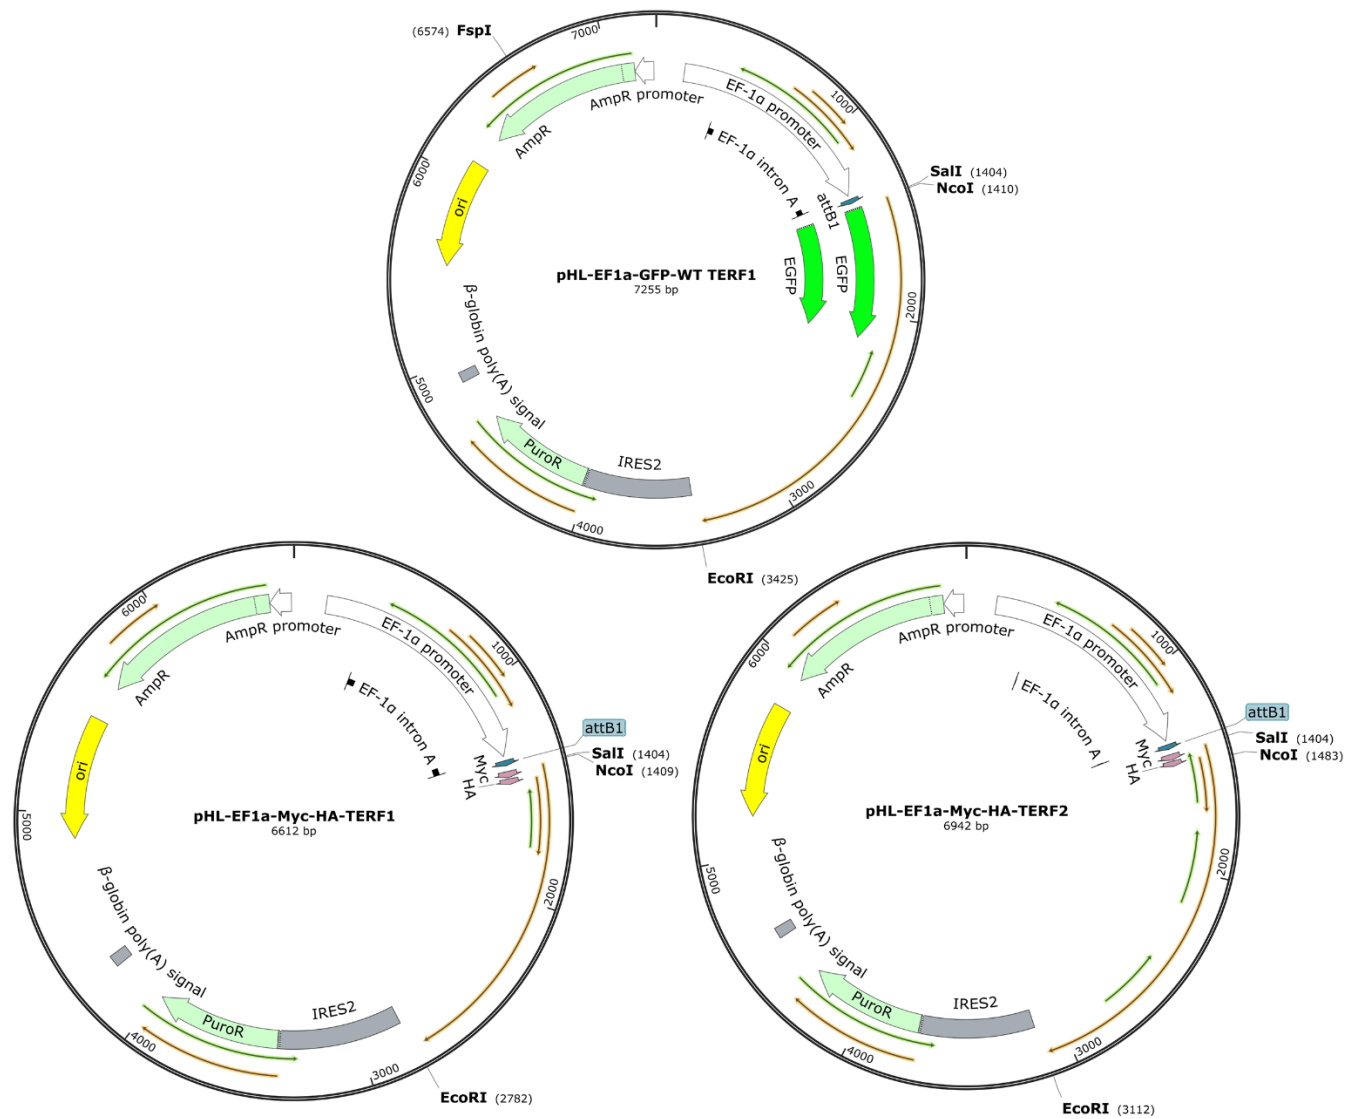 (6574) FspI
7000
AmpR promoter
AmpR
6000
ori
5000
β-globin poly(A) signal
PuroR
IRES2
4000
3000
EcoRI (3425)
2000
EF-1α promoter
1000
EF-1α intron A
attB1
SalI (1404)
NcoI (1410)
EGFP
EGFP
pHL-EF1a-GFP-WT TERF1
7255 bp
6000
AmpR promoter
AmpR
ori
5000
β-globin poly(A) signal
PuroR
IRES2
4000
3000
EcoRI (2782)
2000
EF-1α promoter
1000
EF-1α intron A
attB1
SalI (1404)
NcoI (1409)
Myc
HA
pHL-EF1a-Myc-HA-TERF1
6612 bp
6000
AmpR promoter
AmpR
ori
5000
β-globin poly(A) signal
PuroR
IRES2
4000
3000
EcoRI (3112)
2000
EF-1α promoter
1000
EF-1α intron A
attB1
SalI (1404)
NcoI (1483)
Myc
HA
pHL-EF1a-Myc-HA-TERF2
6942 bp